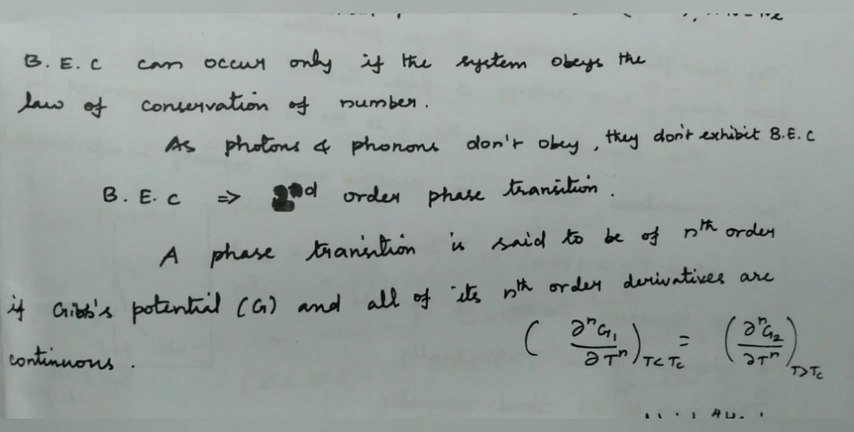 B. E. C can occur only if the system obeys the
law of conservation of number.
As photons & phonons don't obey, they don't exhibit B.E.C
B. E. C ⇒ 2nd order phase transition.
A phase transition is said to be of nth order
if Gibb's potential (G) and all of its nth order derivatives are
continuous. (∂ⁿG₁/∂Tⁿ)T<Tc = (∂ⁿG₂/∂Tⁿ)T>Tc